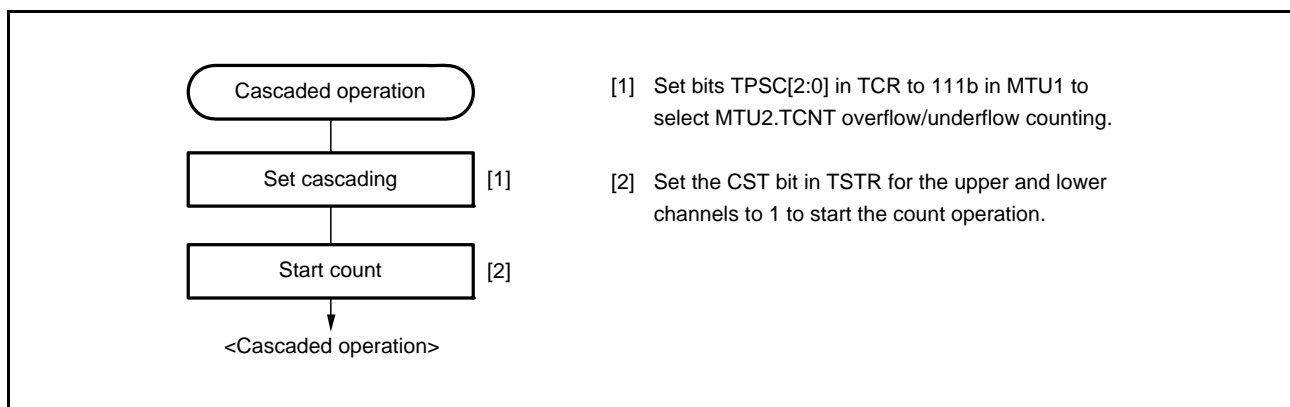 Cascaded operation
Set cascading [1]
Start count [2]
<Cascaded operation>
[1] Set bits TPSC[2:0] in TCR to 111b in MTU1 to
select MTU2.TCNT overflow/underflow counting.
[2] Set the CST bit in TSTR for the upper and lower
channels to 1 to start the count operation.